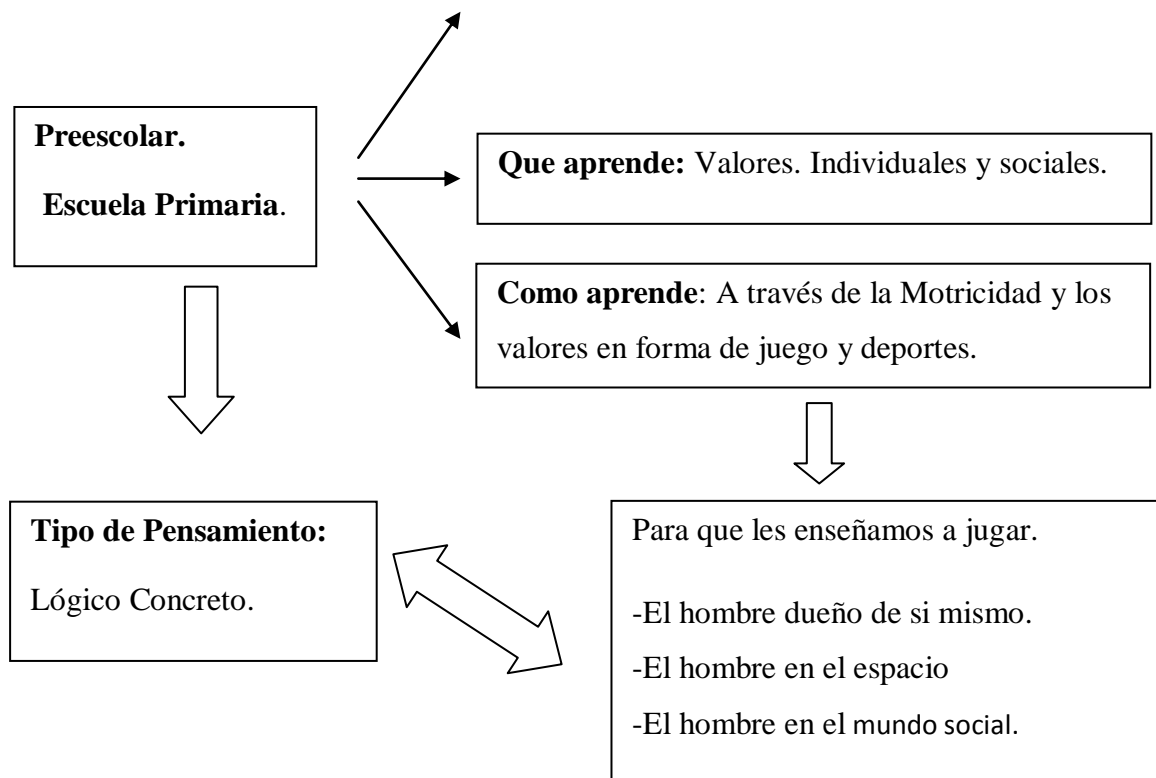 Preescolar.
Escuela Primaria.
Que aprende: Valores. Individuales y sociales.
Como aprende: A través de la Motricidad y los
valores en forma de juego y deportes.
Tipo de Pensamiento:
Lógico Concreto.
Para que les enseñamos a jugar.
-El hombre dueño de si mismo.
-El hombre en el espacio
-El hombre en el mundo social.